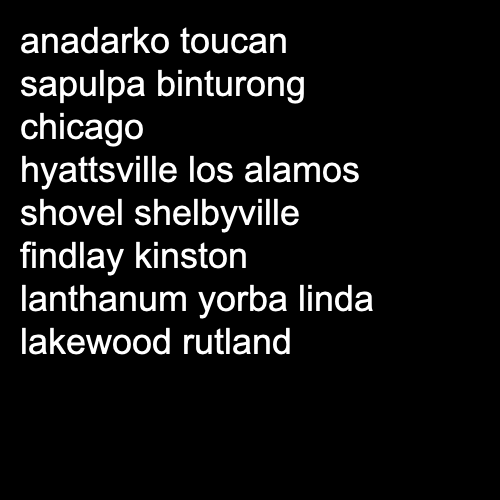 anadarko toucan
sapulpa binturong
chicago
hyattsville los alamos
shovel shelbyville
findlay kinston
lanthanum yorba linda
lakewood rutland